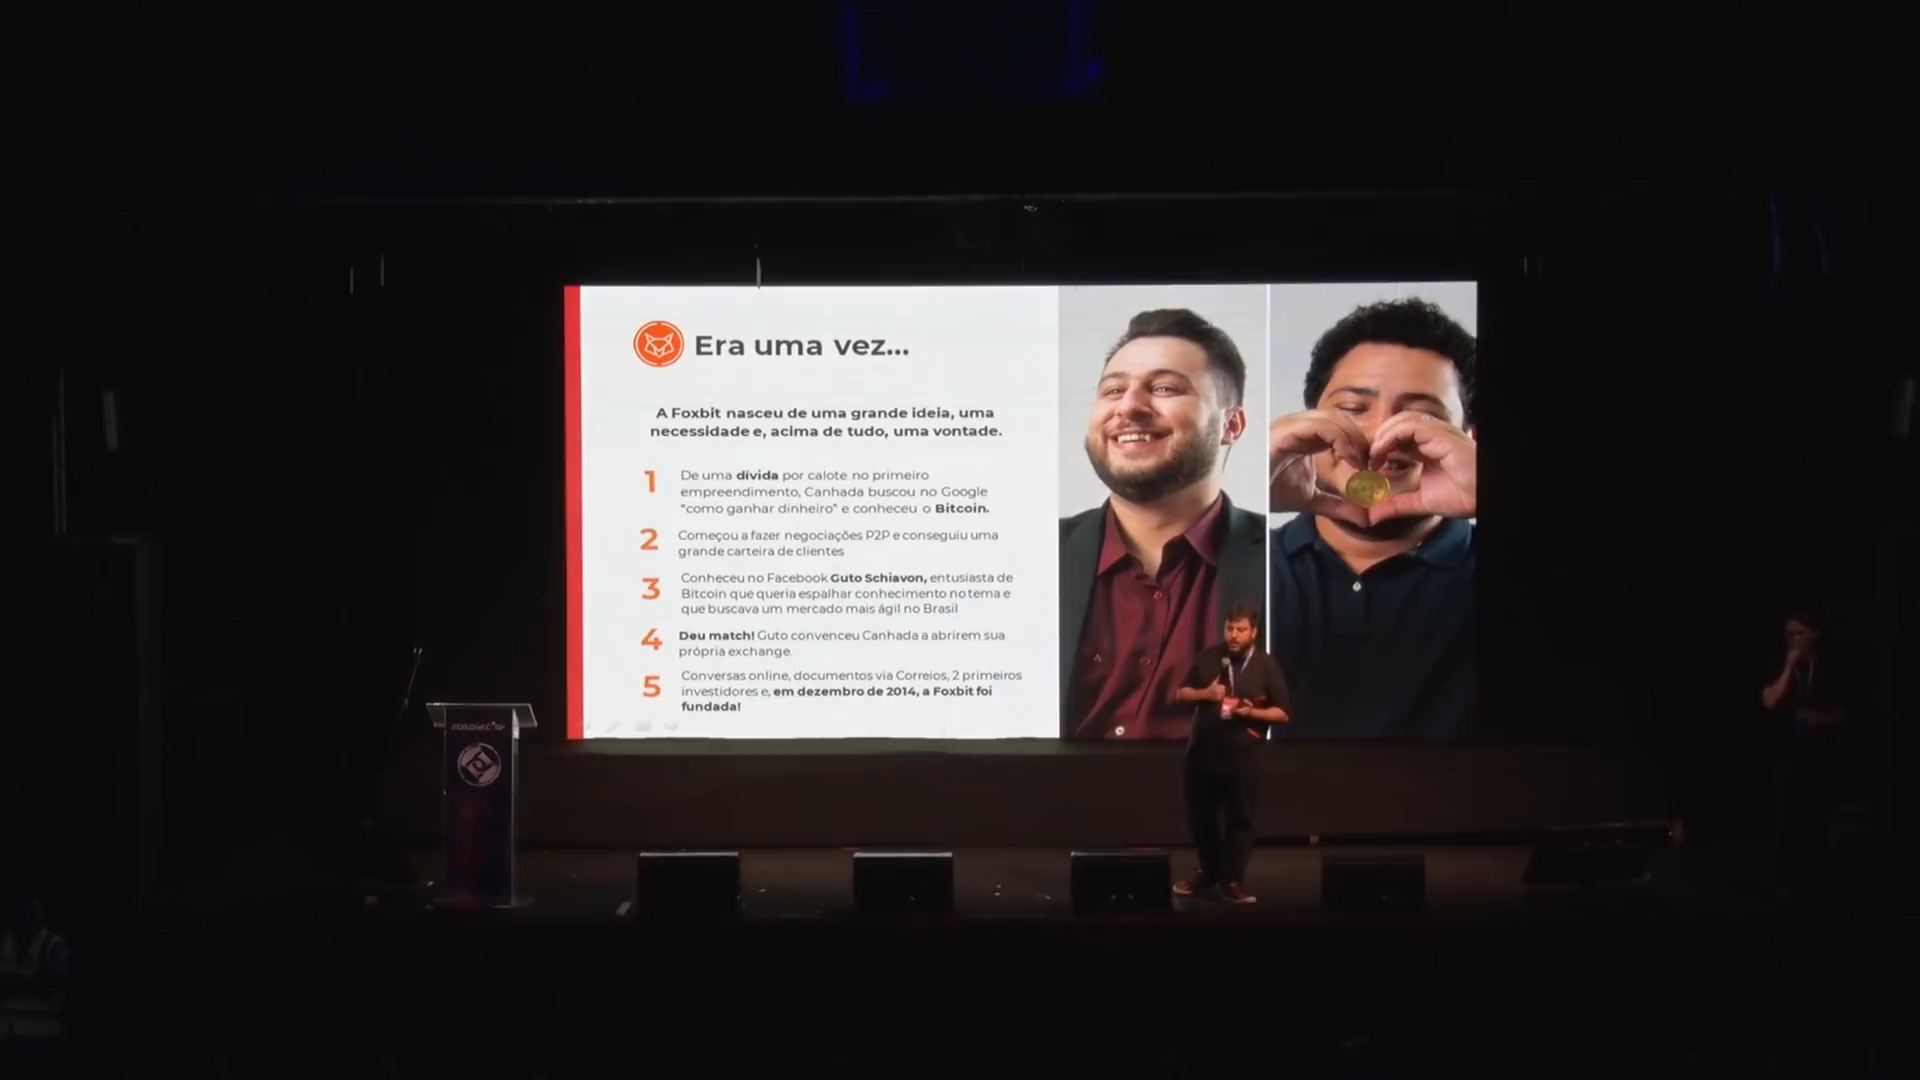 Era uma vez...
A Foxbit nasceu de uma grande ideia, uma
necessidade e, acima de tudo, uma vontade.
1 De uma dívida por calote no primeiro
empreendimento, Canhada buscou no Google
"como ganhar dinheiro" e conheceu o Bitcoin.
2 Começou a fazer negociações P2P e conseguiu uma
grande carteira de clientes
3 Conheceu no Facebook Guto Schiavon, entusiasta de
Bitcoin que queria espalhar conhecimento no tema e
que buscava um mercado mais ágil no Brasil
4 Deu match! Guto convenceu Canhada a abrirem sua
própria exchange.
5 Conversas online, documentos via Correios, 2 primeiros
investidores e, em dezembro de 2014, a Foxbit foi
fundada!